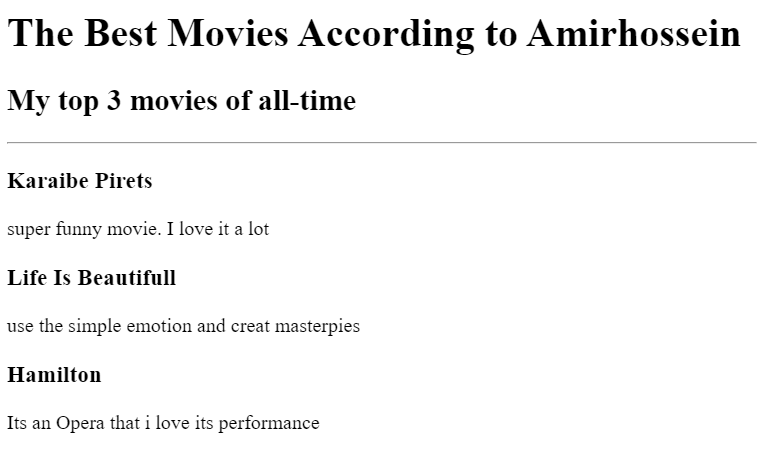 The Best Movies According to Amirhossein
My top 3 movies of all-time
Karaibe Pirets
super funny movie. I love it a lot
Life Is Beautifull
use the simple emotion and creat masterpies
Hamilton
Its an Opera that i love its performance